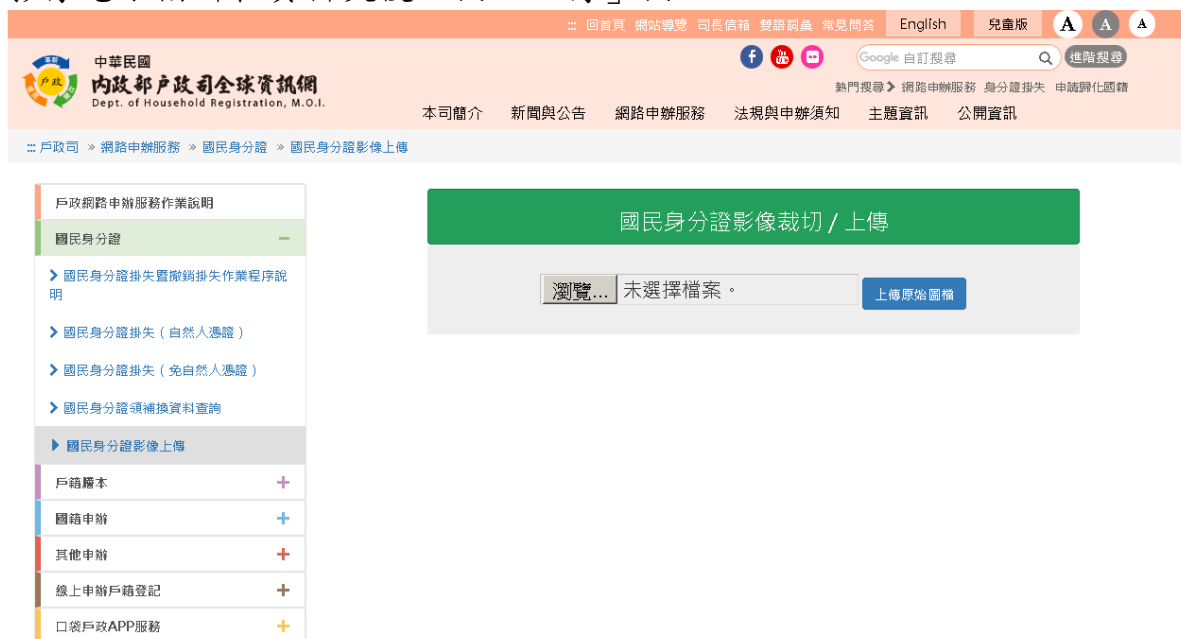 ::: 回首頁 網站導覽 司長信箱 雙語詞彙 常見問答 English 兒童版 A A A
中華民國
內政部戶政司全球資訊網
Dept. of Household Registration, M.O.I.
戶政
Google 自訂搜尋 進階搜尋
熱門搜尋 網路申辦服務 身分證掛失 申請歸化國籍
本司簡介 新聞與公告 網路申辦服務 法規與申辦須知 主題資訊 公開資訊
::: 戶政司 » 網路申辦服務 » 國民身分證 » 國民身分證影像上傳
戶政網路申辦服務作業說明
國民身分證 −
國民身分證掛失暨撤銷掛失作業程序說
明
國民身分證掛失 ( 自然人憑證 )
國民身分證掛失 ( 免自然人憑證 )
國民身分證領補換資料查詢
國民身分證影像上傳
戶籍謄本 +
國籍申辦 +
其他申辦 +
線上申辦戶籍登記 +
口袋戶政APP服務 +
國民身分證影像裁切 / 上傳
瀏覽... 未選擇檔案。 上傳原始圖檔